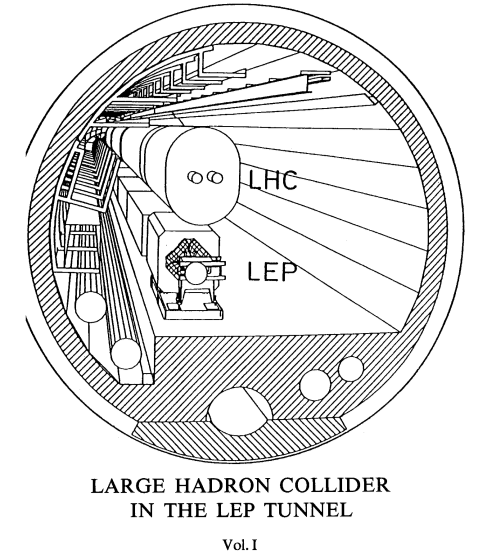 LHC
LEP
LARGE HADRON COLLIDER
IN THE LEP TUNNEL
Vol. I